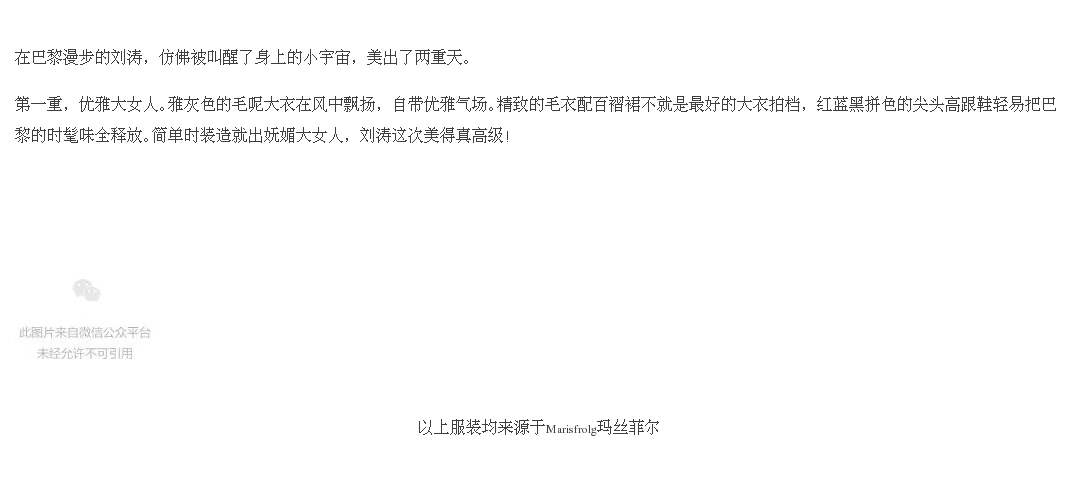 在巴黎漫步的刘涛，仿佛被叫醒了身上的小宇宙，美出了两重天。
第一重，优雅大女人。雅灰色的毛呢大衣在风中飘扬，自带优雅气场。精致的毛衣配百褶裙不就是最好的大衣拍档，红蓝黑拼色的尖头高跟鞋轻易把巴
黎的时髦味全释放。简单时装造就出妩媚大女人，刘涛这次美得真高级!
此图片来自微信公众平台
未经允许不可引用
以上服装均来源于Marisfrolg玛丝菲尔